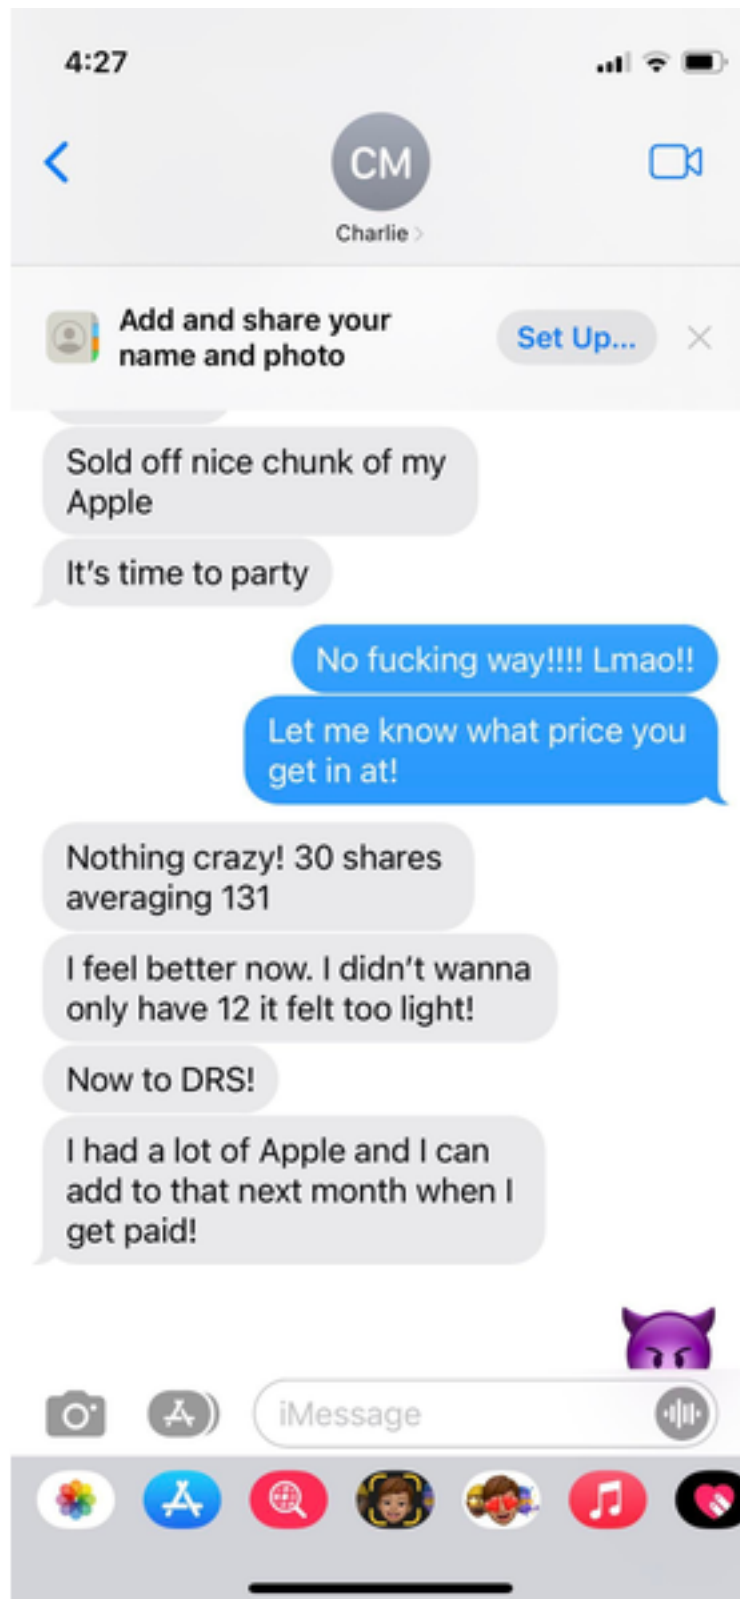 4:27
CM
Charlie
Add and share your
name and photo
Set Up...
Sold off nice chunk of my
Apple
It's time to party
No fucking way!!!! Lmao!!
Let me know what price you
get in at!
Nothing crazy! 30 shares
averaging 131
I feel better now. I didn't wanna
only have 12 it felt too light!
Now to DRS!
I had a lot of Apple and I can
add to that next month when I
get paid!
iMessage